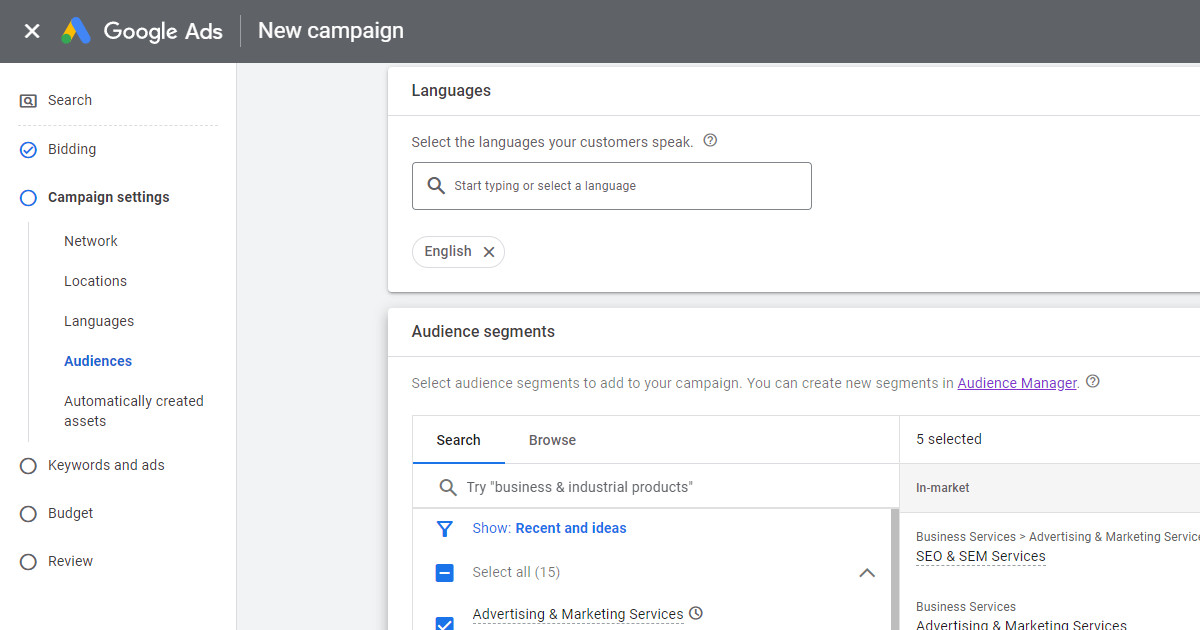 Google Ads
New campaign
Search
Bidding
Campaign settings
Network
Locations
Languages
Audiences
Automatically created
assets
Keywords and ads
Budget
Review
Languages
Select the languages your customers speak.
Start typing or select a language
English
Audience segments
Select audience segments to add to your campaign. You can create new segments in Audience Manager.
Search
Browse
Try "business & industrial products"
Show: Recent and ideas
Select all (15)
Advertising & Marketing Services
5 selected
In-market
Business Services > Advertising & Marketing Service
SEO & SEM Services
Business Services
Advertising & Marketing Services